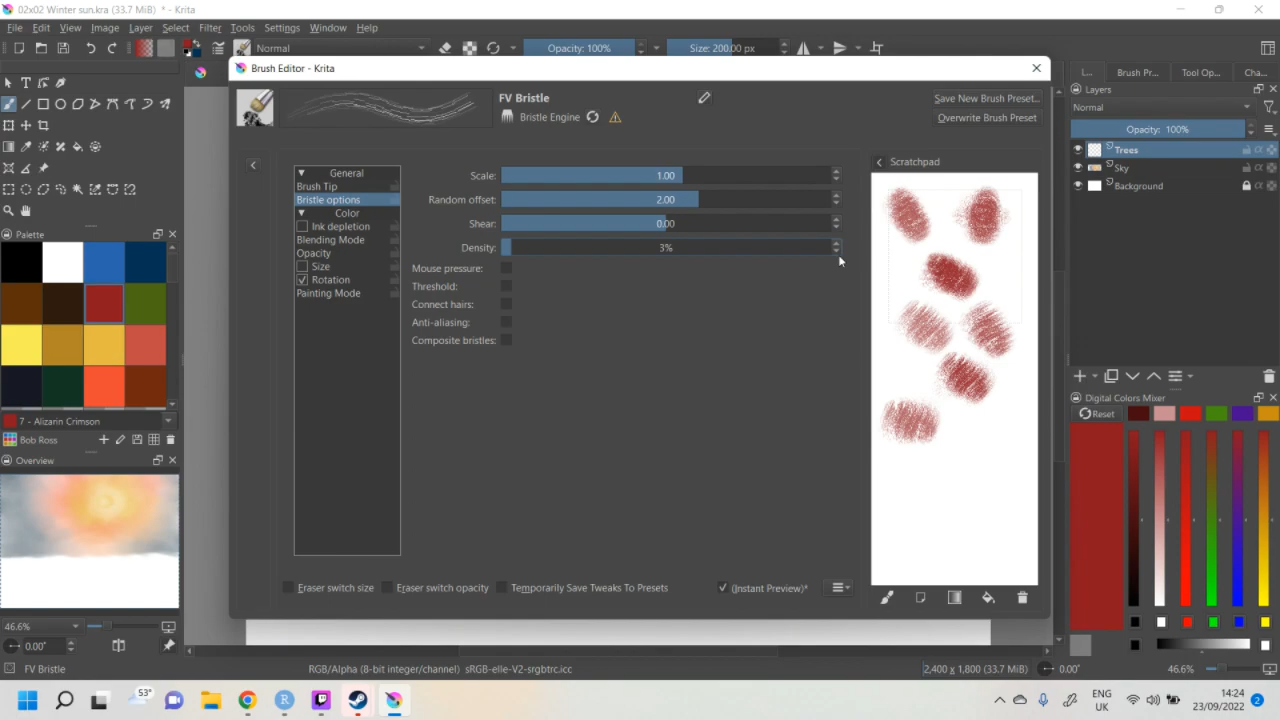 02x02 Winter sun.kra (33.7 MiB) * - Krita
File Edit View Image Layer Select Filter Tools Settings Window Help
Normal Opacity: 100% Size: 200.00 px
Brush Editor - Krita
FV Bristle
Bristle Engine
Save New Brush Preset...
Overwrite Brush Preset
Scratchpad
General
Brush Tip
Bristle options
Color
Ink depletion
Blending Mode
Opacity
Size
Rotation
Painting Mode
Scale: 1.00
Random offset: 2.00
Shear: 0.00
Density: 3%
Mouse pressure:
Threshold:
Connect hairs:
Anti-aliasing:
Composite bristles:
Eraser switch size Eraser switch opacity Temporarily Save Tweaks To Presets (Instant Preview)*
L... Brush Pr... Tool Op... Cha...
Layers
Normal
Opacity: 100%
Trees
Sky
Background
Digital Colors Mixer
Reset
Palette
7 - Alizarin Crimson
Bob Ross
Overview
46.6%
0.00°
FV Bristle
RGB/Alpha (8-bit integer/channel) sRGB-elle-V2-srgbtrc.icc
2,400 x 1,800 (33.7 MiB) 0.00° 46.6%
53°
ENG
UK
14:24
23/09/2022
2